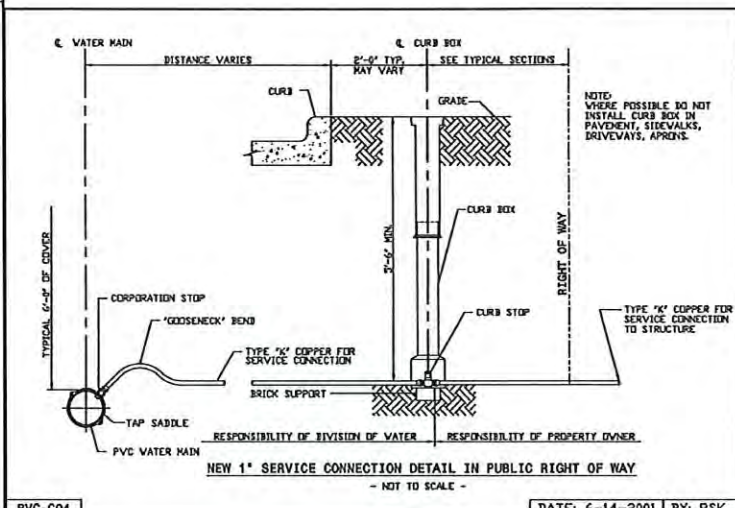 ℄ WATER MAIN
℄ CURB BOX
DISTANCE VARIES
2'-0" TYP.
MAY VARY
SEE TYPICAL SECTIONS
CURB
GRADE
NOTE:
WHERE POSSIBLE DO NOT
INSTALL CURB BOX IN
PAVEMENT, SIDEWALKS,
DRIVEWAYS, APRONS.
TYPICAL 6'-0" OF COVER
5'-6" MIN.
CURB BOX
RIGHT OF WAY
CORPORATION STOP
"GOOSENECK" BEND
CURB STOP
TYPE "K" COPPER FOR
SERVICE CONNECTION
TO STRUCTURE
TYPE "K" COPPER FOR
SERVICE CONNECTION
BRICK SUPPORT
TAP SADDLE
PVC WATER MAIN
RESPONSIBILITY OF DIVISION OF WATER
RESPONSIBILITY OF PROPERTY OWNER
NEW 1" SERVICE CONNECTION DETAIL IN PUBLIC RIGHT OF WAY
- NOT TO SCALE -
DATE: 6-14-2001
BY: RSK